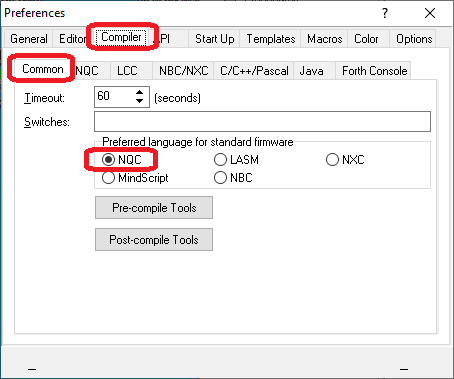 Preferences ?
General Editor Compiler API Start Up Templates Macros Color Options
Common NQC LCC NBC/NXC C/C++/Pascal Java Forth Console
Timeout: 60 (seconds)
Switches:
Preferred language for standard firmware
NQC LASM NXC
MindScript NBC
Pre-compile Tools
Post-compile Tools